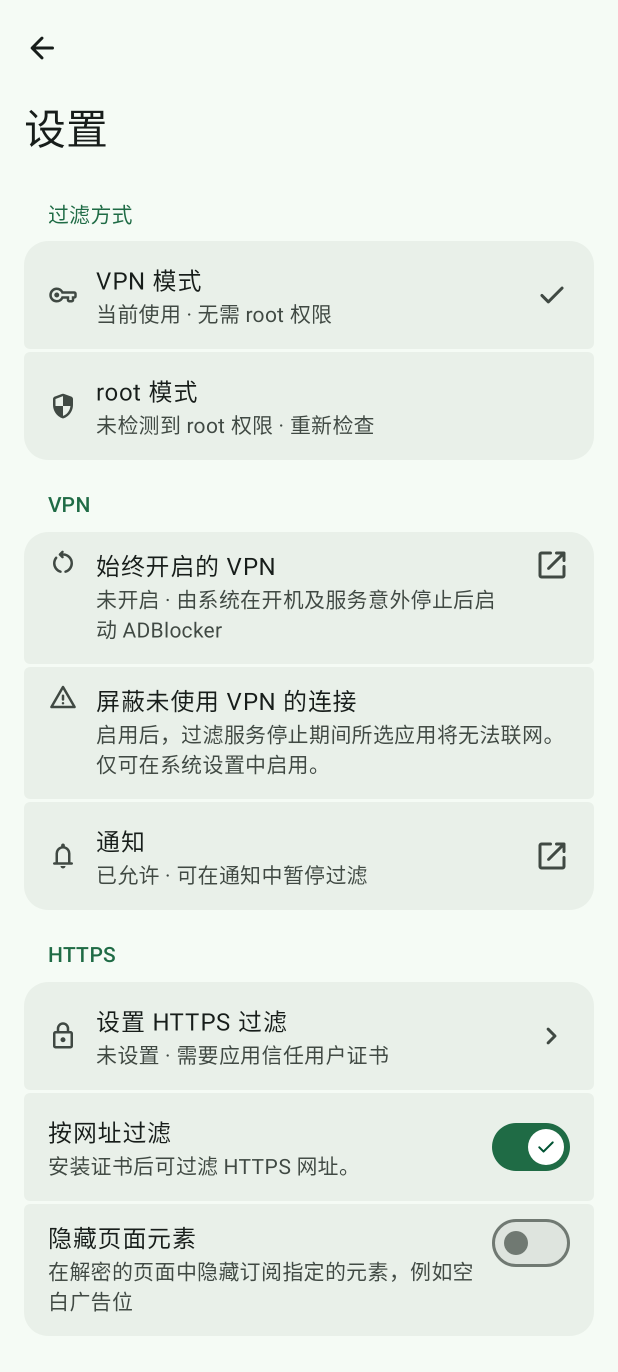 设置
过滤方式
VPN 模式
当前使用 · 无需 root 权限
root 模式
未检测到 root 权限 · 重新检查
VPN
始终开启的 VPN
未开启 · 由系统在开机及服务意外停止后启
动 ADBlocker
屏蔽未使用 VPN 的连接
启用后，过滤服务停止期间所选应用将无法联网。
仅可在系统设置中启用。
通知
已允许 · 可在通知中暂停过滤
HTTPS
设置 HTTPS 过滤
未设置 · 需要应用信任用户证书
按网址过滤
安装证书后可过滤 HTTPS 网址。
隐藏页面元素
在解密的页面中隐藏订阅指定的元素，例如空
白广告位